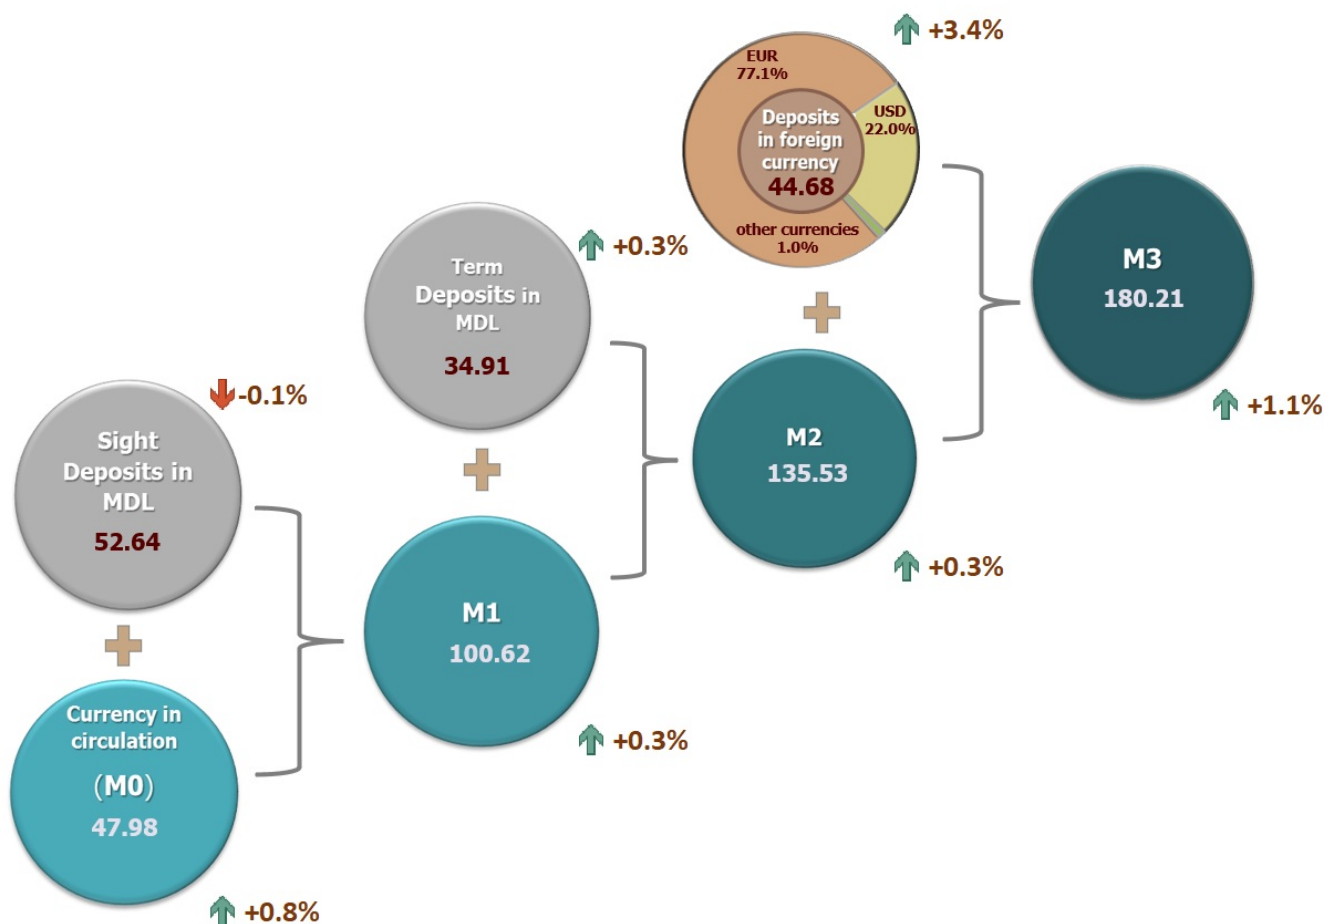 +3.4%
EUR
77.1%
USD
22.0%
Deposits
in foreign
currency
44.68
other currencies
1.0%
+0.3%
Term
Deposits in
MDL
34.91
M3
180.21
+1.1%
-0.1%
Sight
Deposits in
MDL
52.64
M2
135.53
+0.3%
M1
100.62
+0.3%
Currency in
circulation
(M0)
47.98
+0.8%